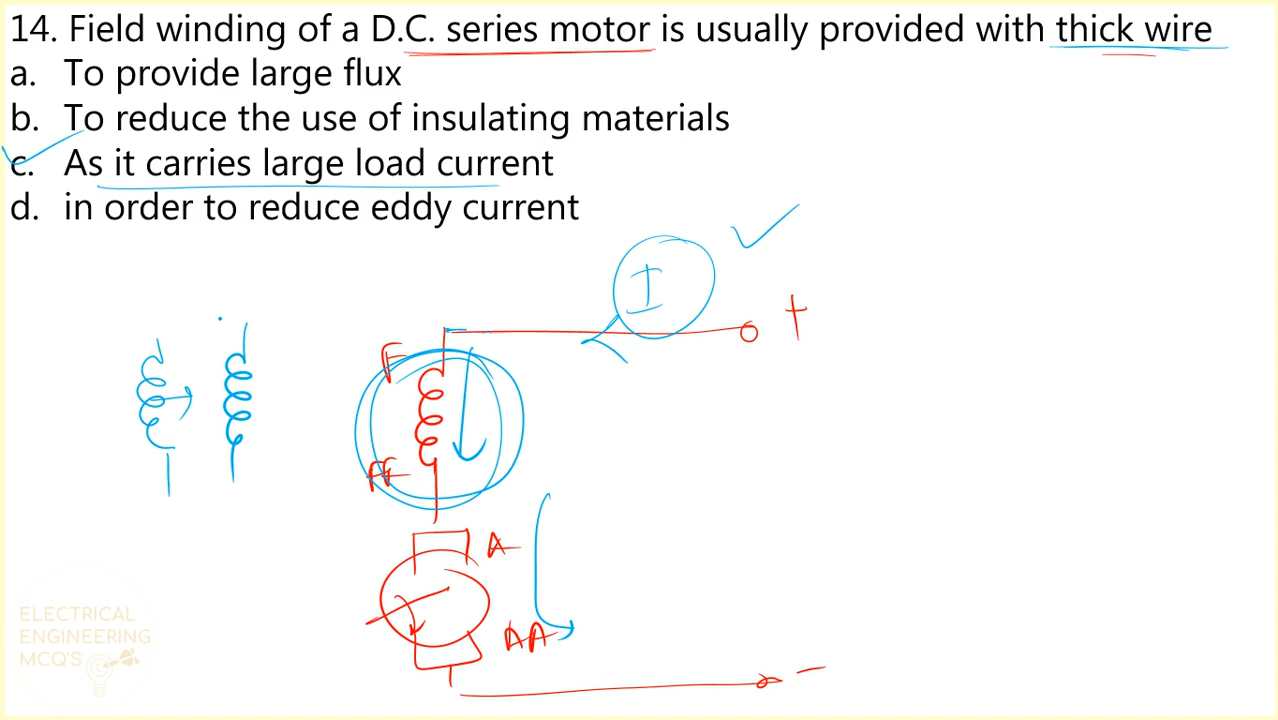 14. Field winding of a D.C. series motor is usually provided with thick wire
a. To provide large flux
b. To reduce the use of insulating materials
c. As it carries large load current
d. in order to reduce eddy current
I
+
F
FF
A
AA
-
ELECTRICAL
ENGINEERING
MCQ'S